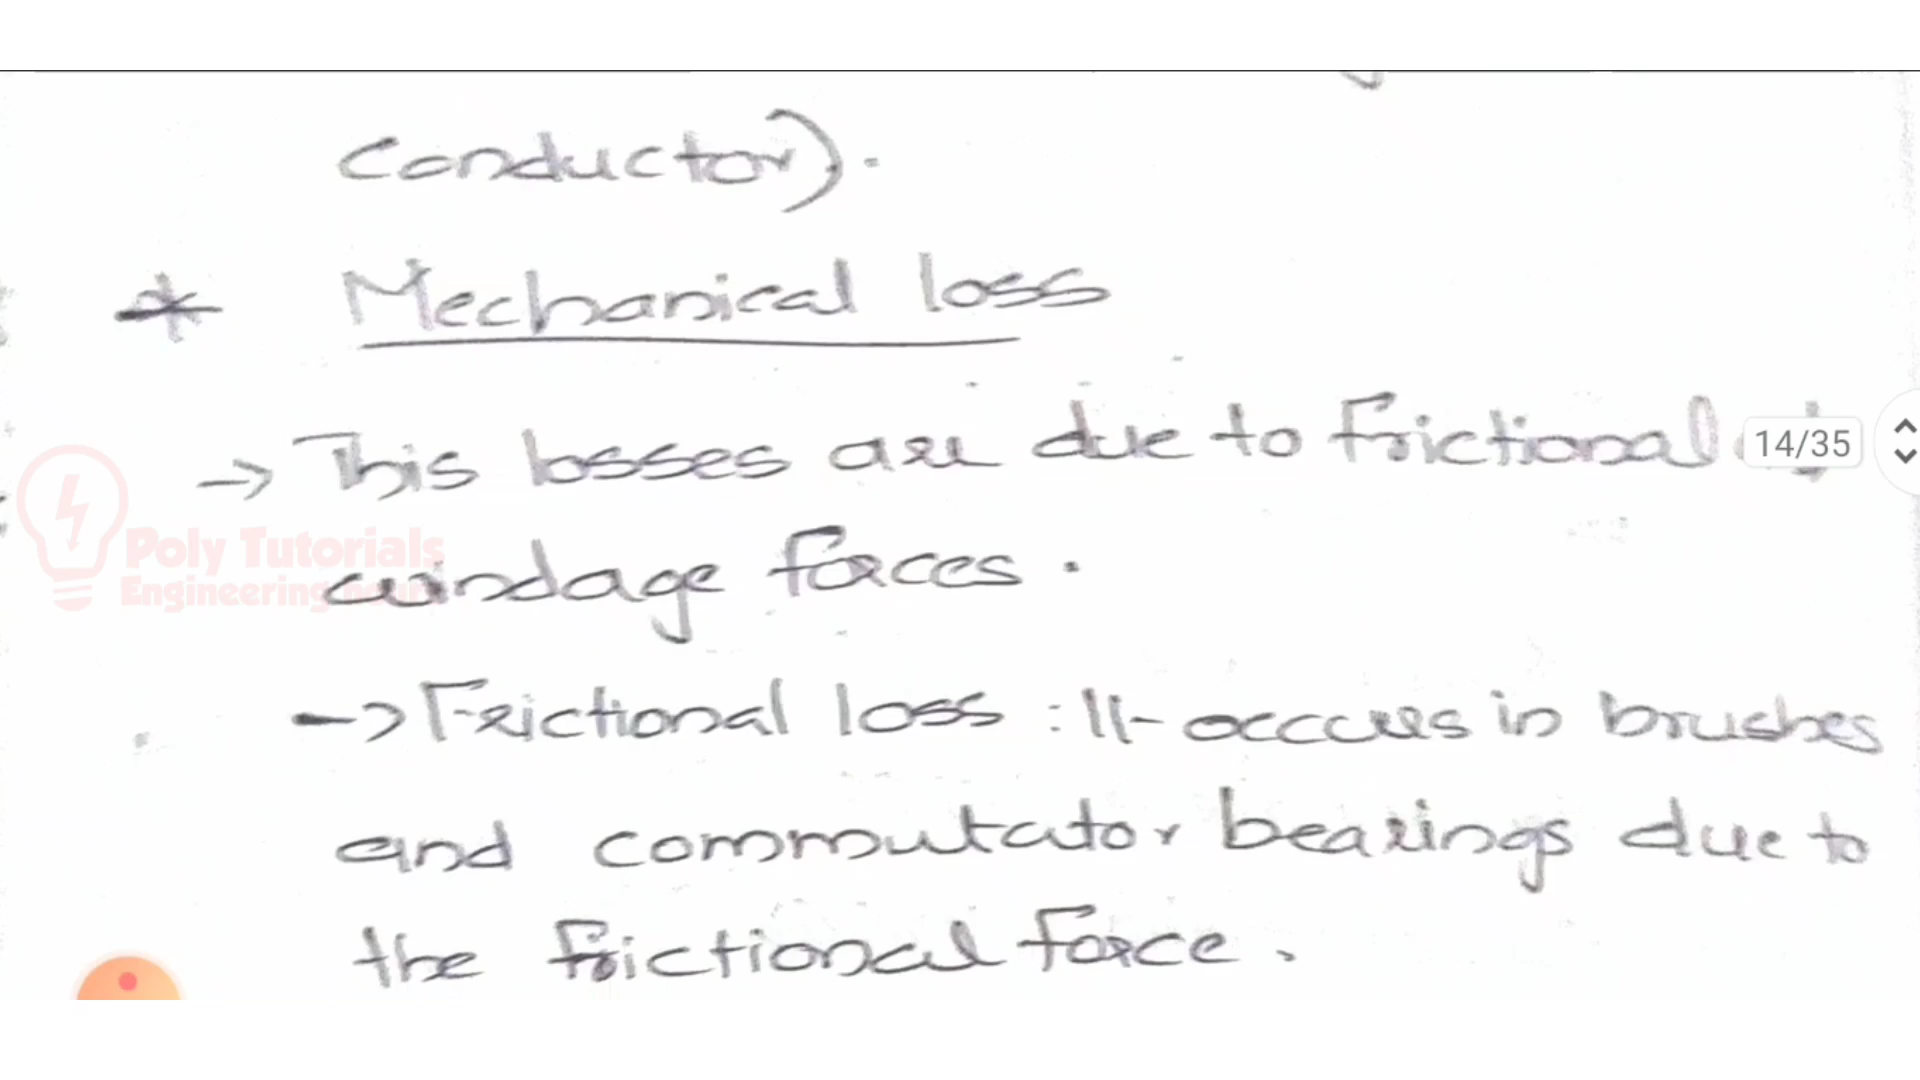 conductor).
* Mechanical loss
→ This losses are due to frictional
14/35
windage forces.
Poly Tutorials
Engineering
→ Frictional loss : It occurs in brushes
and commutator bearings due to
the frictional force.